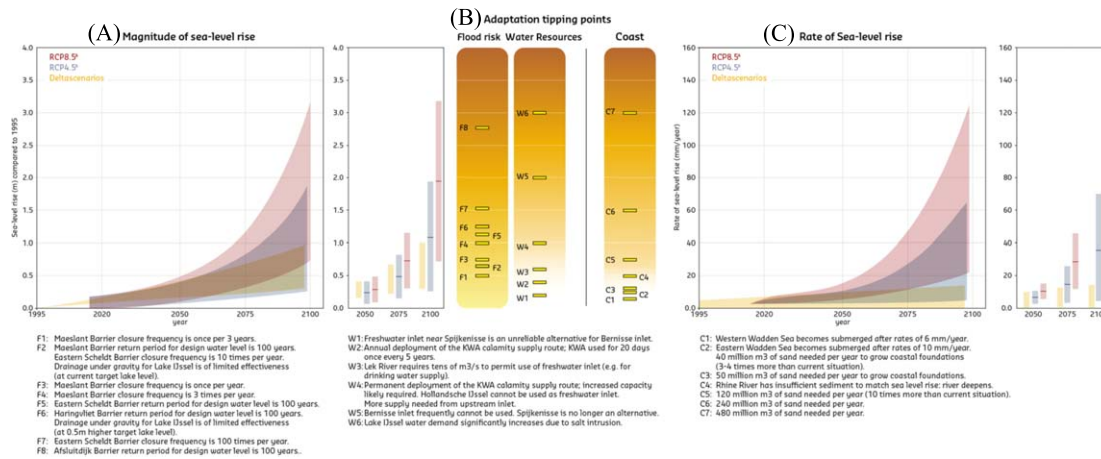 (A) Magnitude of sea-level rise
4.0
3.5
3.0
2.5
2.0
1.5
1.0
0.5
0.0
Sea-level rise (m) compared to 1995
RCP8.5ᵇ
RCP4.5ᵇ
Deltascenarios
1995 2020 2050 2075 2100
year
4.0
3.5
3.0
2.5
2.0
1.5
1.0
0.5
0.0
2050 2075 2100
(B) Adaptation tipping points
Flood risk Water Resources Coast
F8
F7
F6
F5
F4
F3
F2
F1
W6
W5
W4
W3
W2
W1
C7
C6
C5
C4
C3
C2
C1
(C) Rate of Sea-level rise
160
140
120
100
80
60
40
20
0
Rate of sea-level rise (mm/year)
RCP8.5ᵇ
RCP4.5ᵇ
Deltascenarios
1995 2020 2050 2075 2100
year
160
140
120
100
80
60
40
20
0
2050 2075 2100
F1: Maeslant Barrier closure frequency is once per 3 years.
F2 Maeslant Barrier return period for design water level is 100 years.
Eastern Scheldt Barrier closure frequency is 10 times per year.
Drainage under gravity for Lake IJssel is of limited effectiveness
(at current target lake level).
F3: Maeslant Barrier closure frequency is once per year.
F4: Maeslant Barrier closure frequency is 3 times per year.
F5: Eastern Scheldt Barrier return period for design water level is 100 years.
F6: Haringvliet Barrier return period for design water level is 100 years.
Drainage under gravity for Lake IJssel is of limited effectiveness
(at 0.5m higher target lake level).
F7: Eastern Scheldt Barrier closure frequency is 100 times per year.
F8: Afsluitdijk Barrier return period for design water level is 100 years..
W1: Freshwater inlet near Spijkenisse is an unreliable alternative for Bernisse inlet.
W2: Annual deployment of the KWA calamity supply route; KWA used for 20 days
once every 5 years.
W3: Lek River requires tens of m3/s to permit use of freshwater inlet (e.g. for
drinking water supply).
W4: Permanent deployment of the KWA calamity supply route; increased capacity
likely required. Hollandsche IJssel cannot be used as freshwater inlet.
More supply needed from upstream inlet.
W5: Bernisse inlet frequently cannot be used. Spijkenisse is no longer an alternative.
W6: Lake IJssel water demand significantly increases due to salt intrusion.
C1: Western Wadden Sea becomes submerged after rates of 6 mm/year.
C2: Eastern Wadden Sea becomes submerged after rates of 10 mm/year.
40 million m3 of sand needed per year to grow coastal foundations
(3-4 times more than current situation).
C3: 50 million m3 of sand needed per year to grow coastal foundations.
C4: Rhine River has insufficient sediment to match sea level rise: river deepens.
C5: 120 million m3 of sand needed per year (10 times more than current situation).
C6: 240 million m3 of sand needed per year.
C7: 480 million m3 of sand needed per year.